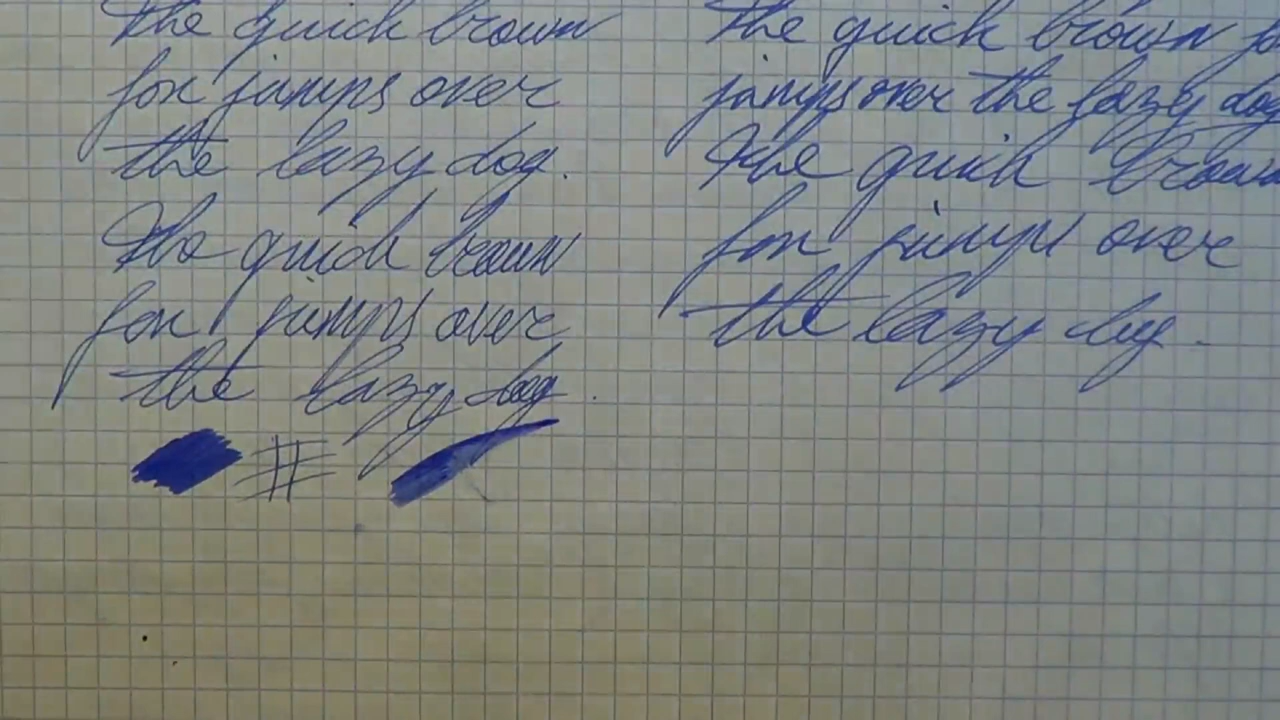 The quick brown
fox jumps over
the lazy dog.
The quick brown
fox jumps over
the lazy dog.
#
The quick brown fo
jumps over the lazy dog
The quick brown
fox jumps over
the lazy dog.